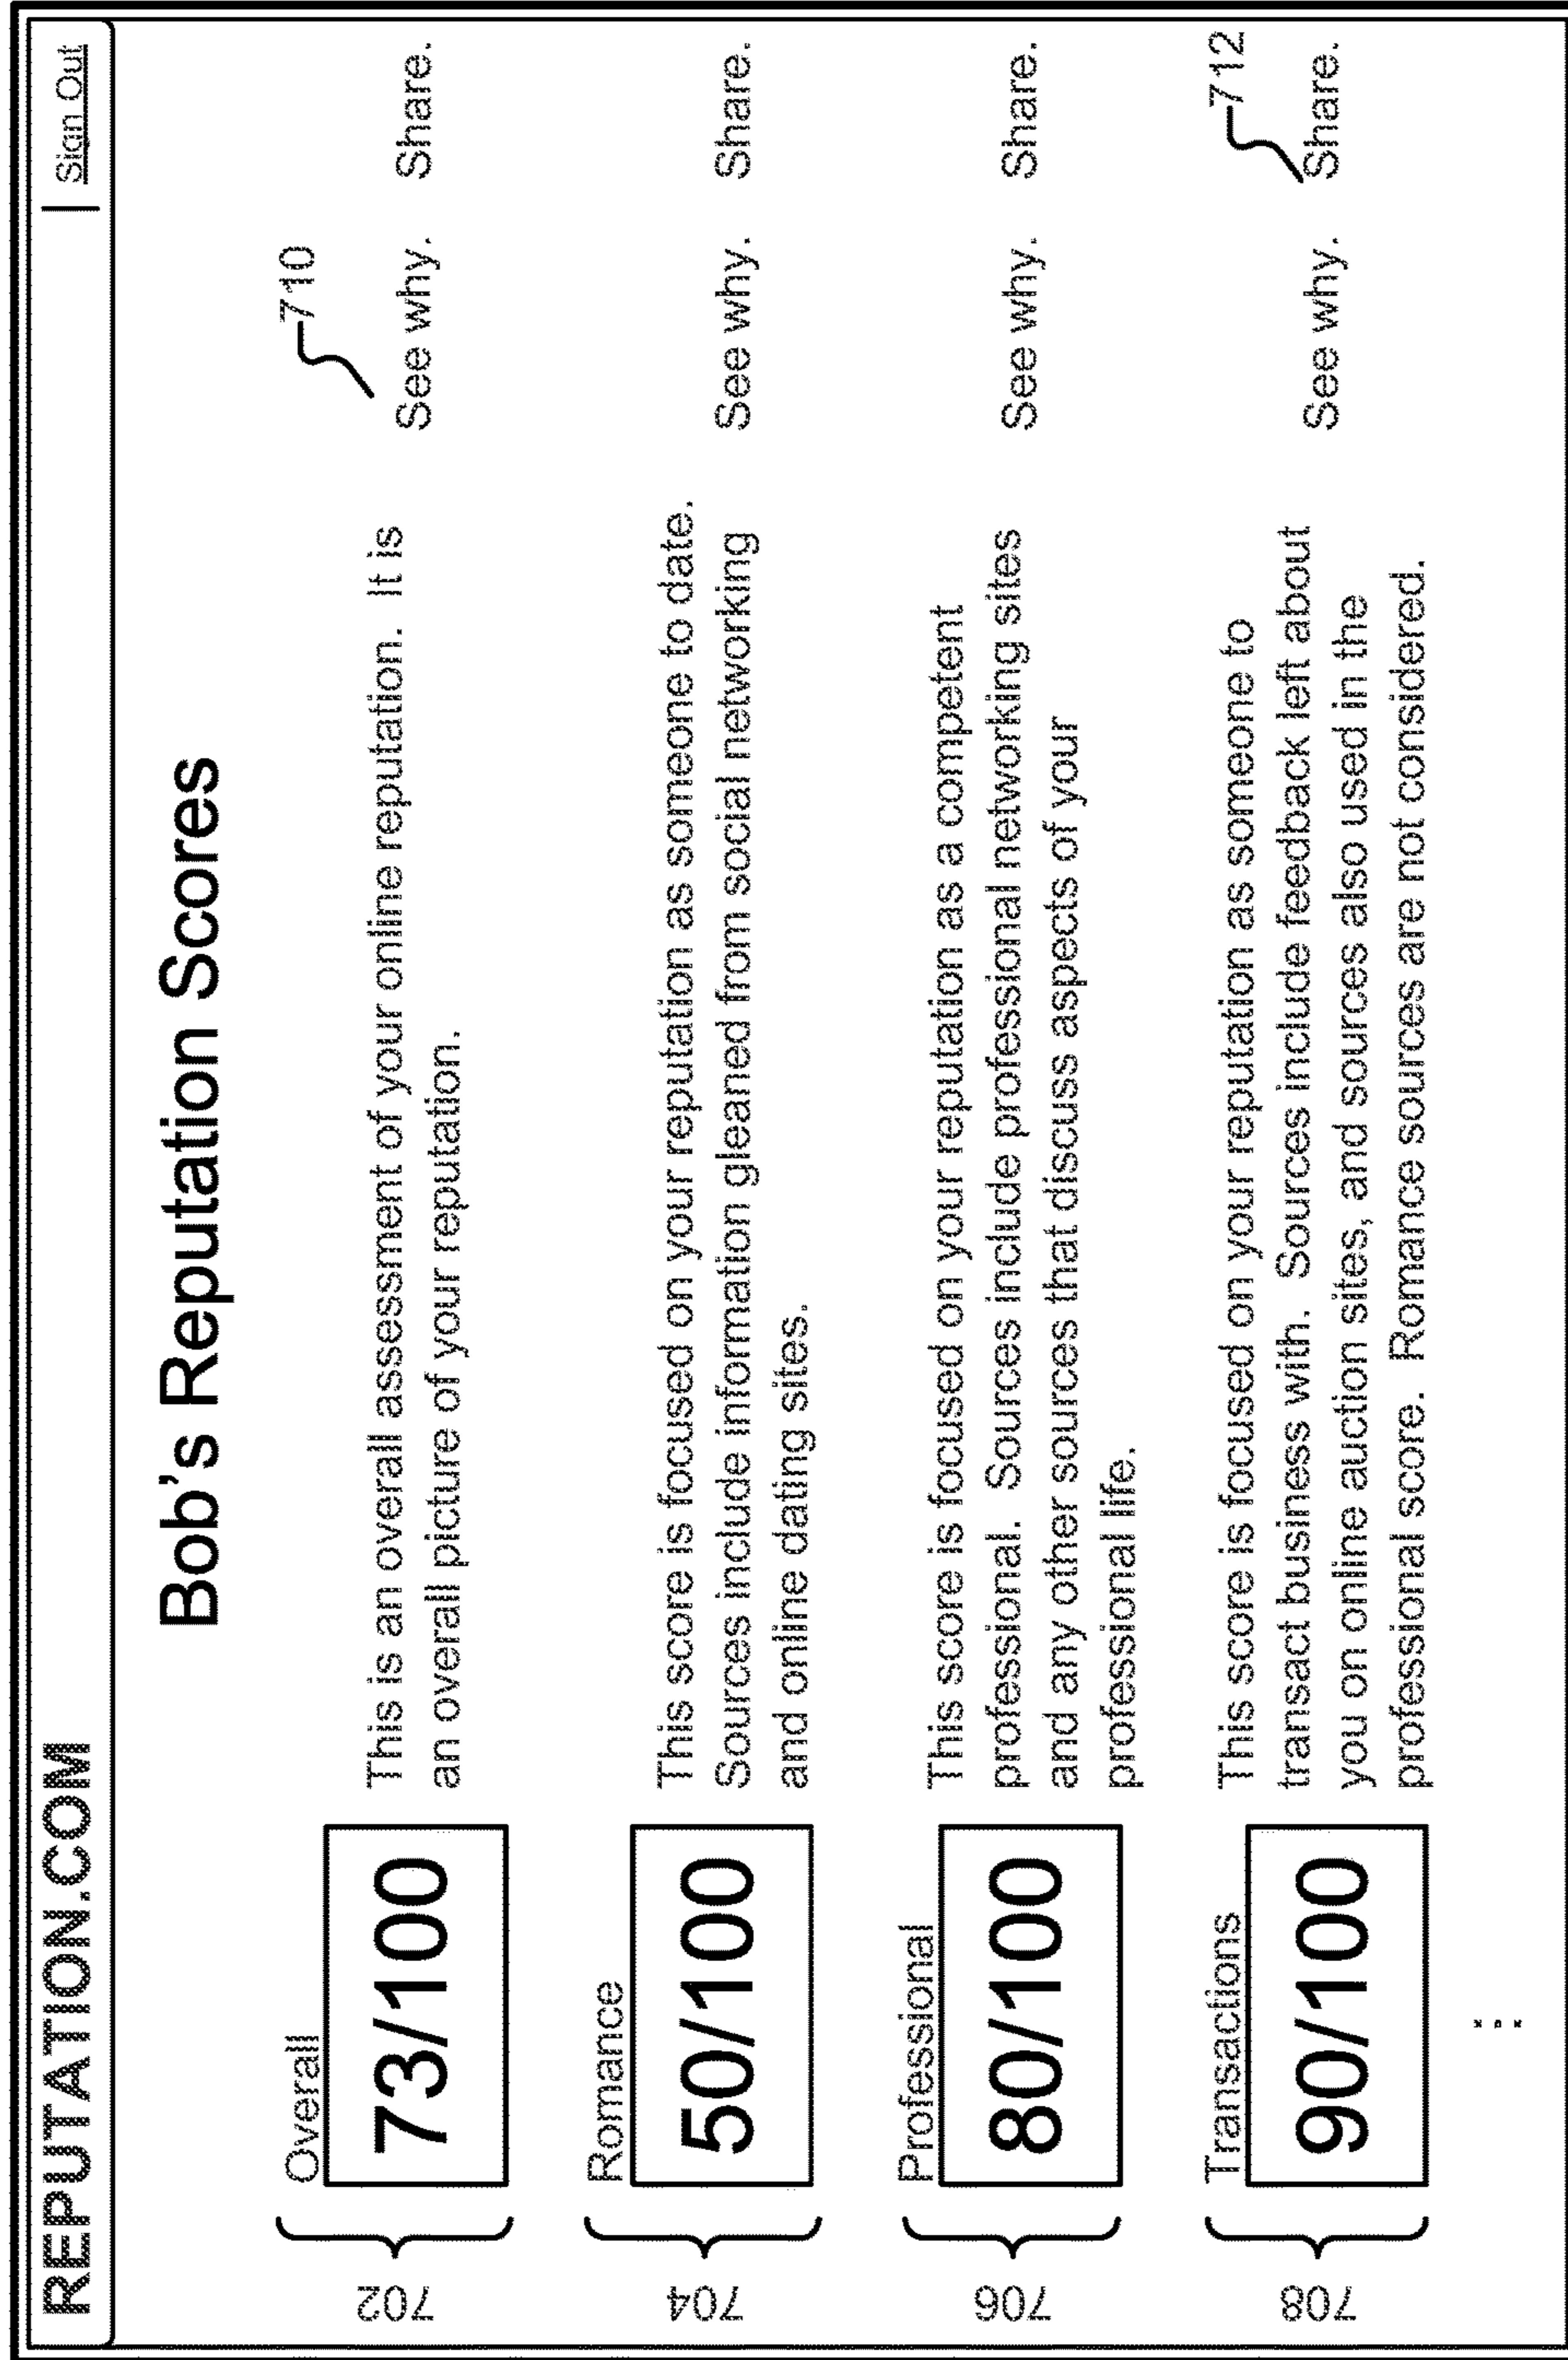 REPUTATION.COM
Sign Out
Bob's Reputation Scores
710
702
Overall
73/100
This is an overall assessment of your online reputation.  It is
an overall picture of your reputation.
See why.
Share.
704
Romance
50/100
This score is focused on your reputation as someone to date.
Sources include information gleaned from social networking
and online dating sites.
See why.
Share.
706
Professional
80/100
This score is focused on your reputation as a competent
professional.  Sources include professional networking sites
and any other sources that discuss aspects of your
professional life.
See why.
Share.
712
708
Transactions
90/100
This score is focused on your reputation as someone to
transact business with.  Sources include feedback left about
you on online auction sites, and sources also used in the
professional score.  Romance sources are not considered.
See why.
Share.
...